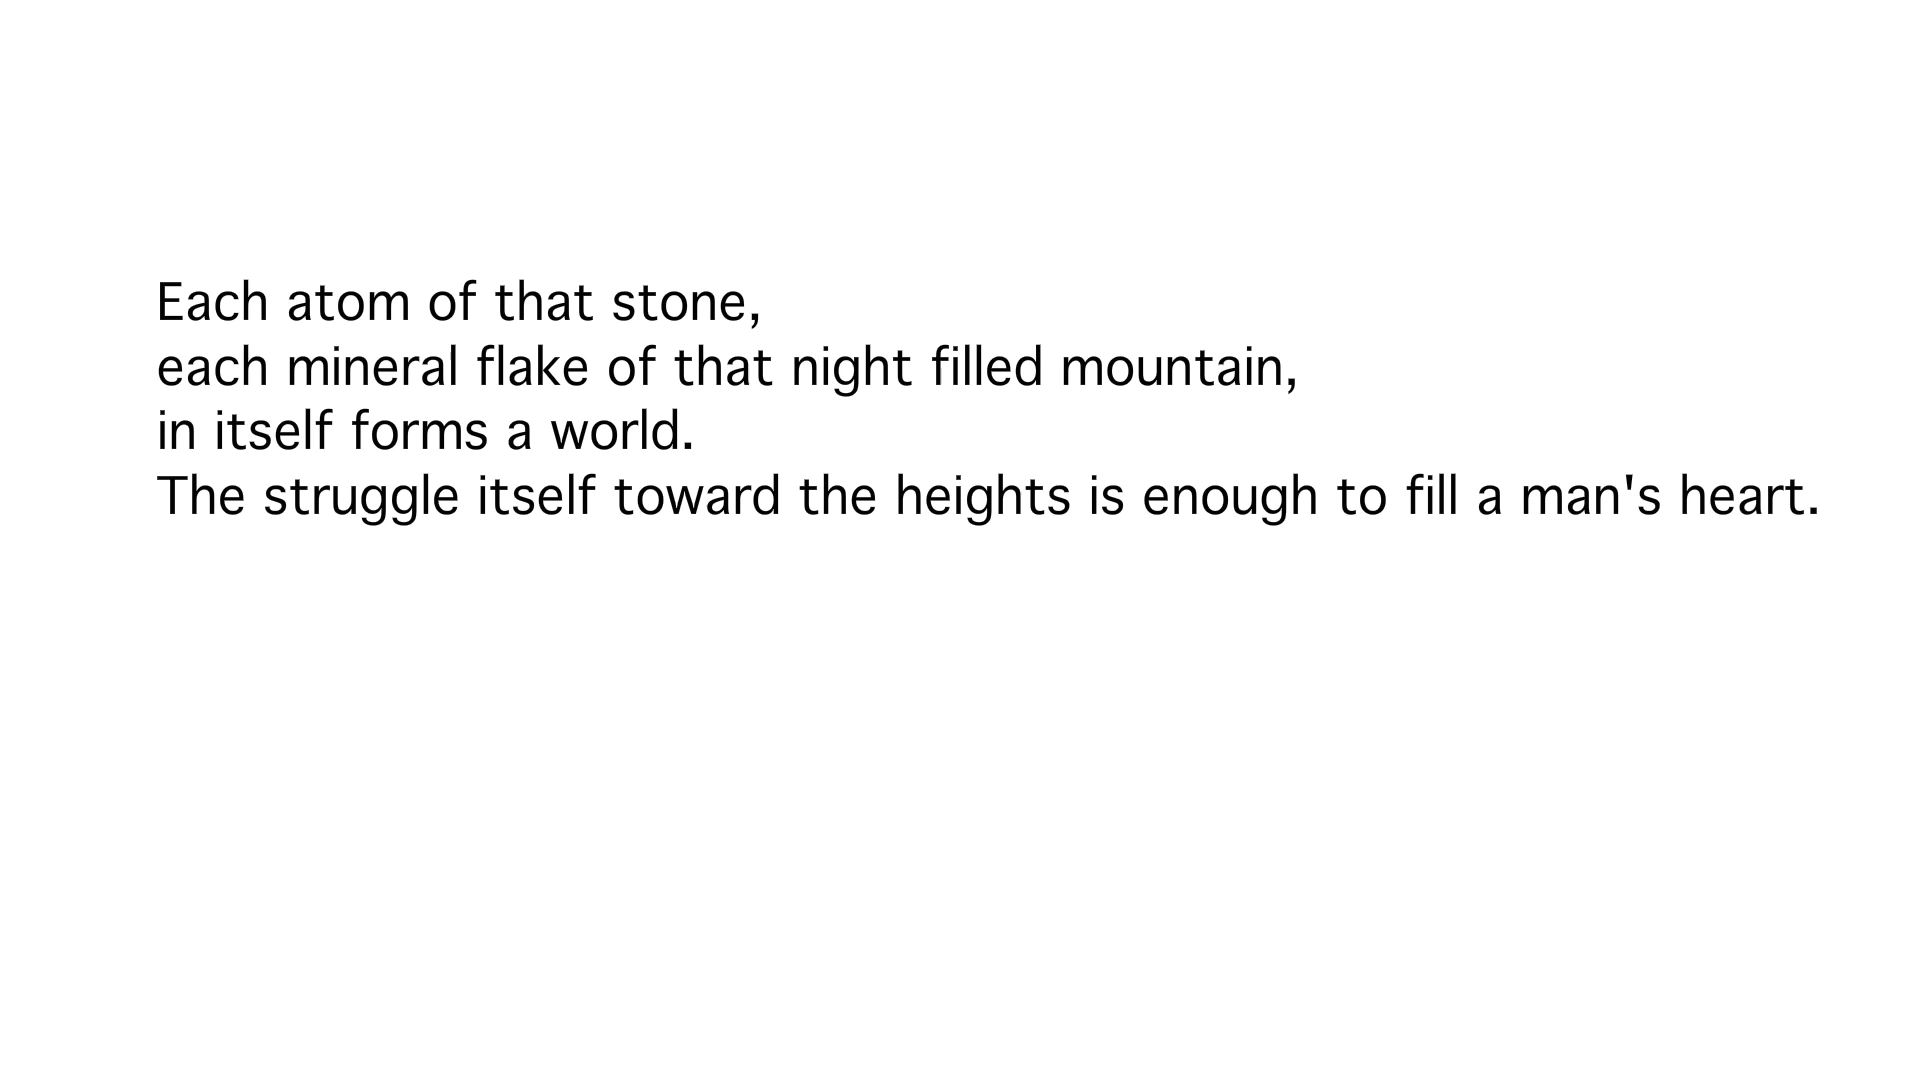 Each atom of that stone,
each mineral flake of that night filled mountain,
in itself forms a world.
The struggle itself toward the heights is enough to fill a man's heart.